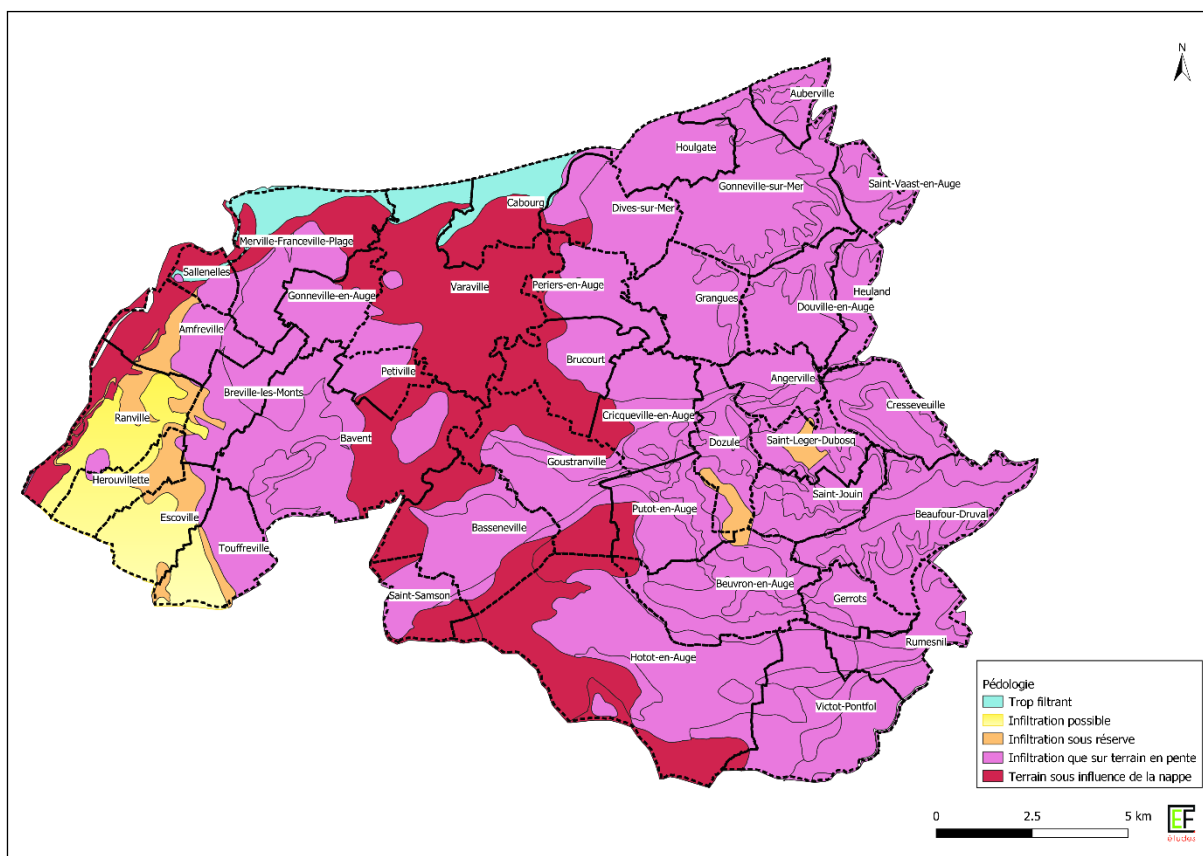 N
Auberville
Houlgate
Saint-Vaast-en-Auge
Gonneville-sur-Mer
Cabourg
Dives-sur-Mer
Merville-Franceville-Plage
Sallenelles
Varaville
Periers-en-Auge
Heuland
Gonneville-en-Auge
Grangues
Douville-en-Auge
Amfreville
Brucourt
Petiville
Angerville
Breville-les-Monts
Cresseveuille
Ranville
Cricqueville-en-Auge
Bavent
Dozule
Saint-Leger-Dubosq
Goustranville
Herouvillette
Saint-Jouin
Putot-en-Auge
Escoville
Beaufour-Druval
Basseneville
Touffreville
Beuvron-en-Auge
Saint-Samson
Gerrots
Rumesnil
Hotot-en-Auge
Victot-Pontfol
Pédologie
Trop filtrant
Infiltration possible
Infiltration sous réserve
Infiltration que sur terrain en pente
Terrain sous influence de la nappe
0 2.5 5 km
EF
études